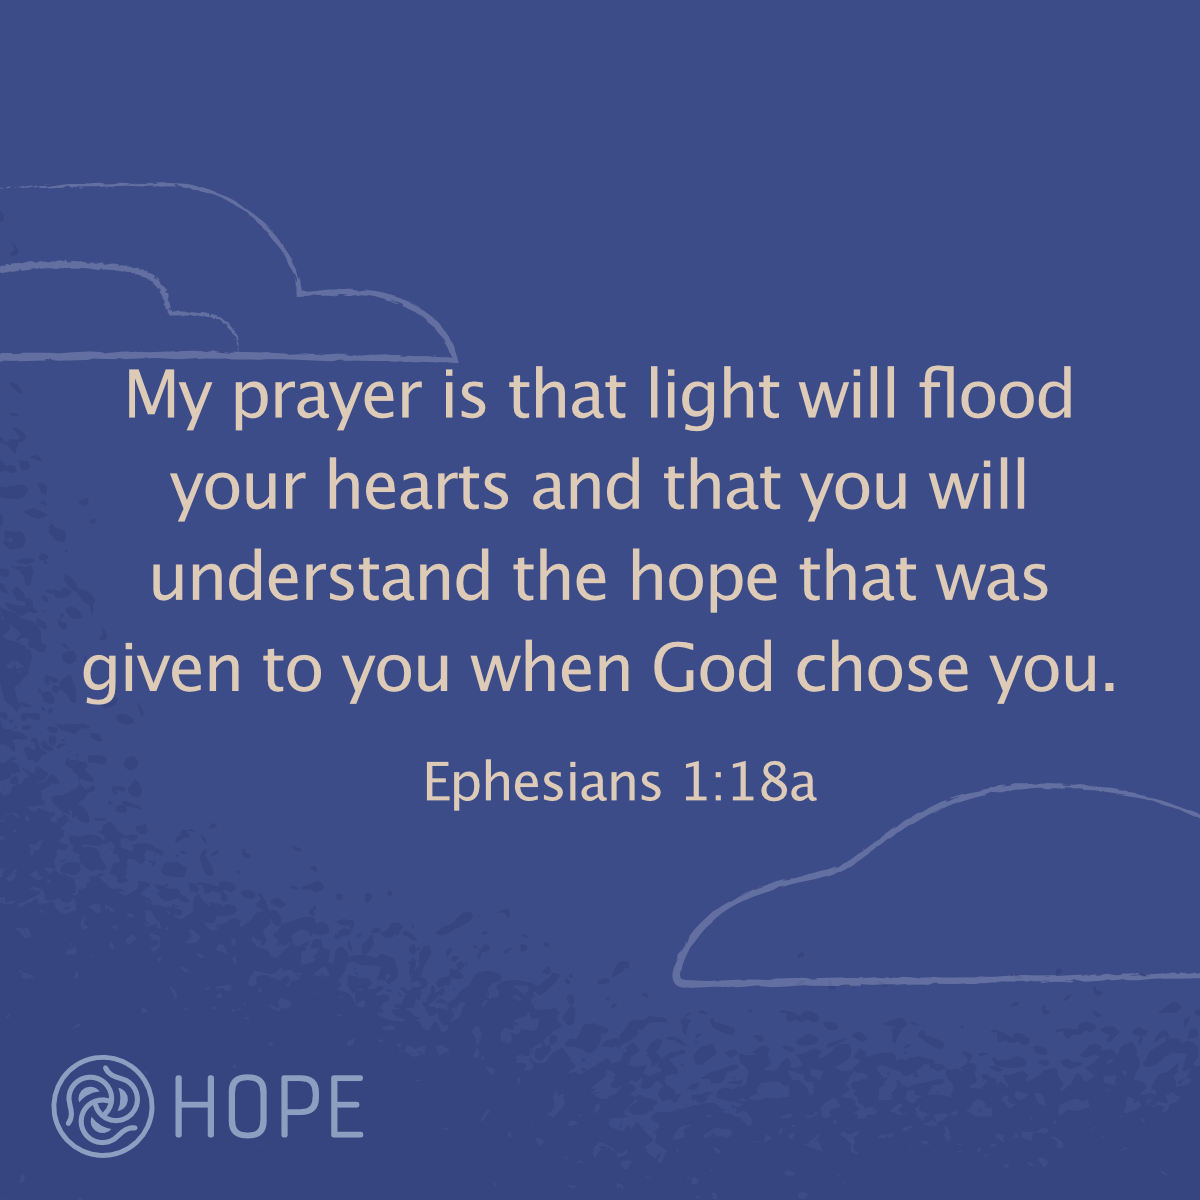 My prayer is that light will flood
your hearts and that you will
understand the hope that was
given to you when God chose you.
Ephesians 1:18a
HOPE